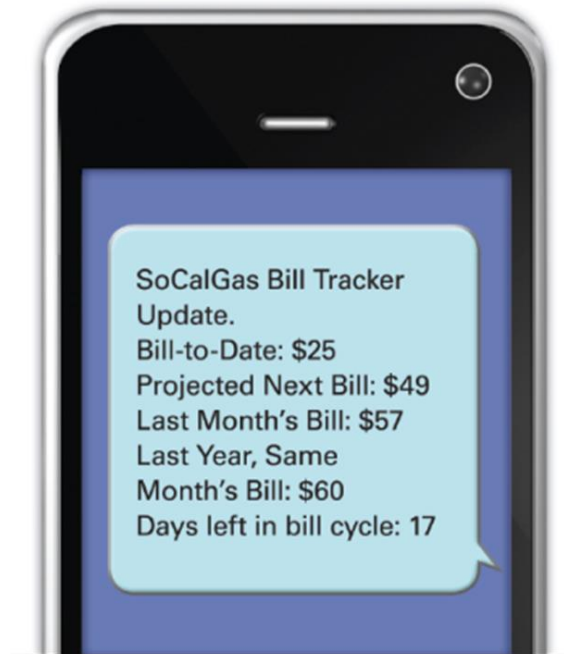 SoCalGas Bill Tracker
Update.
Bill-to-Date: $25
Projected Next Bill: $49
Last Month's Bill: $57
Last Year, Same
Month's Bill: $60
Days left in bill cycle: 17